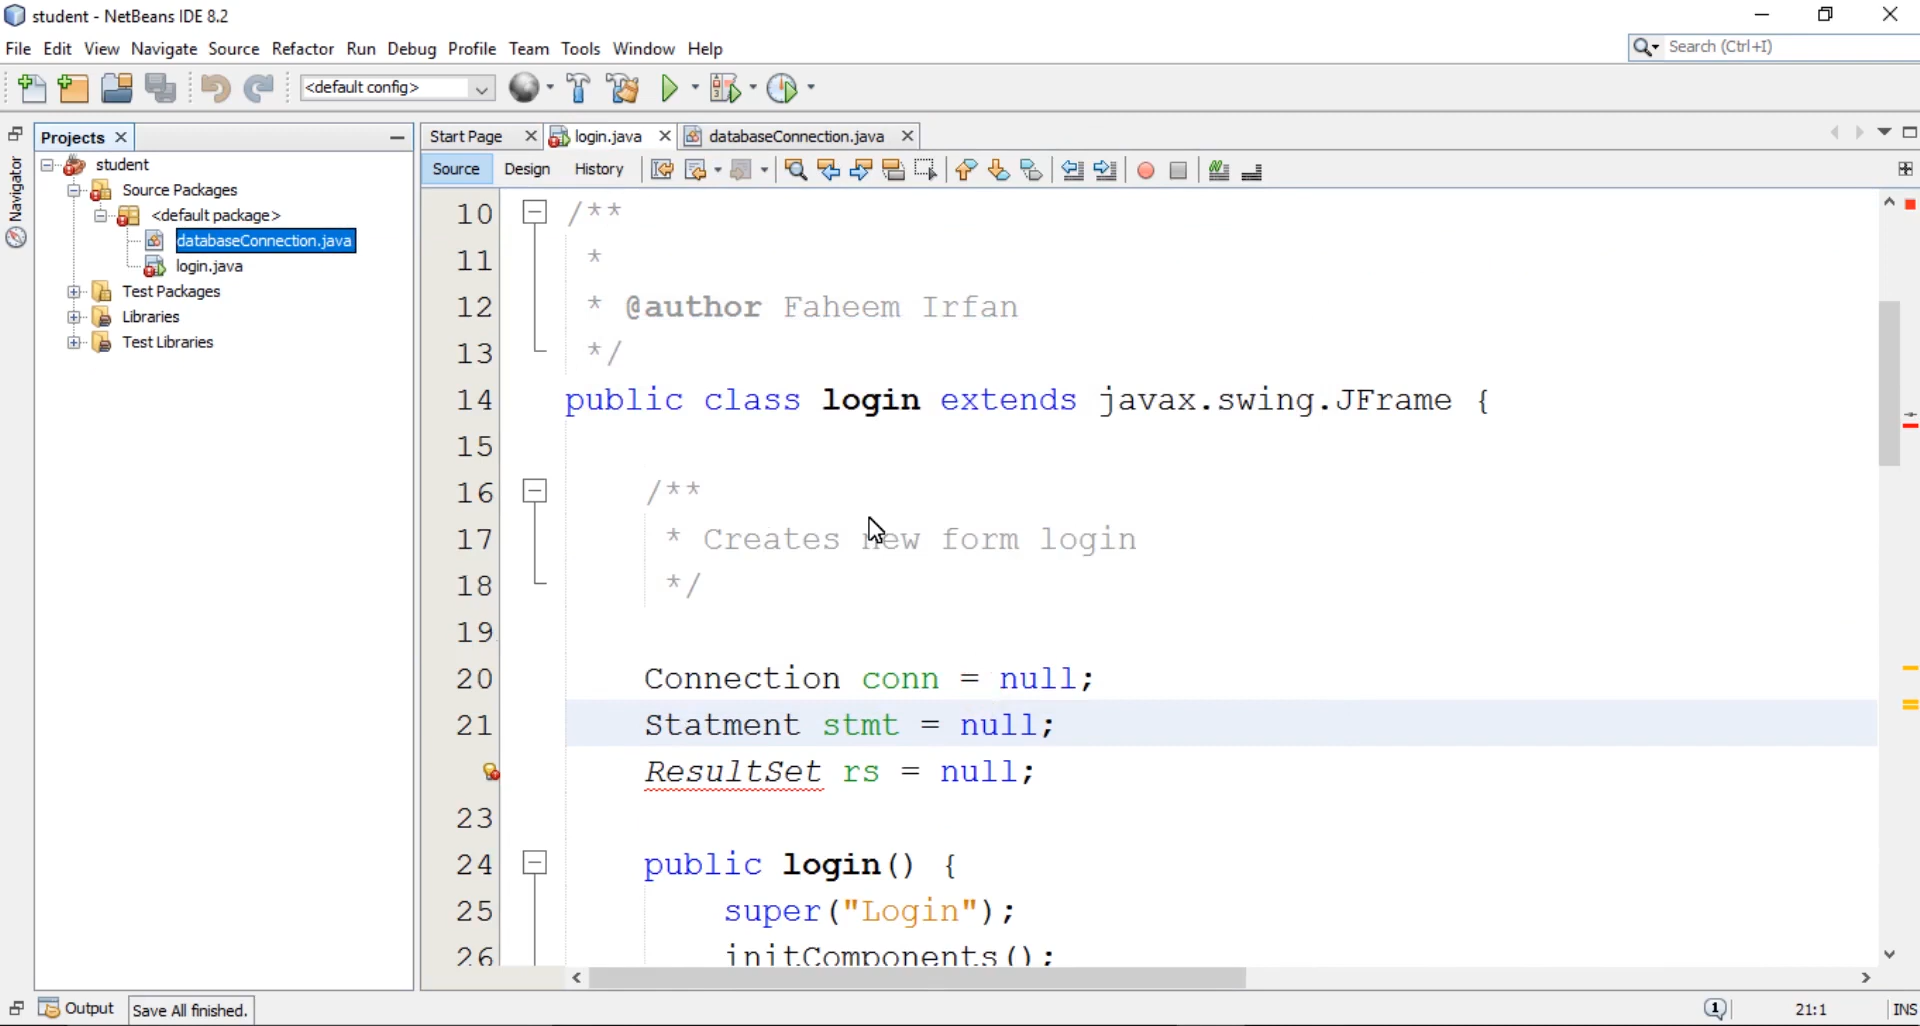 student - NetBeans IDE 8.2
File Edit View Navigate Source Refactor Run Debug Profile Team Tools Window Help
Search (Ctrl+I)
<default config>
Navigator
Projects
student
Source Packages
<default package>
databaseConnection.java
login.java
Test Packages
Libraries
Test Libraries
Start Page login.java databaseConnection.java
Source Design History
10 /**
11 *
12 * @author Faheem Irfan
13 */
14 public class login extends javax.swing.JFrame {
15
16 /**
17 * Creates new form login
18 */
19
20 Connection conn = null;
21 Statment stmt = null;
ResultSet rs = null;
23
24 public login() {
25 super("Login");
26 initComponents();
Output Save All finished. 1 21:1 INS